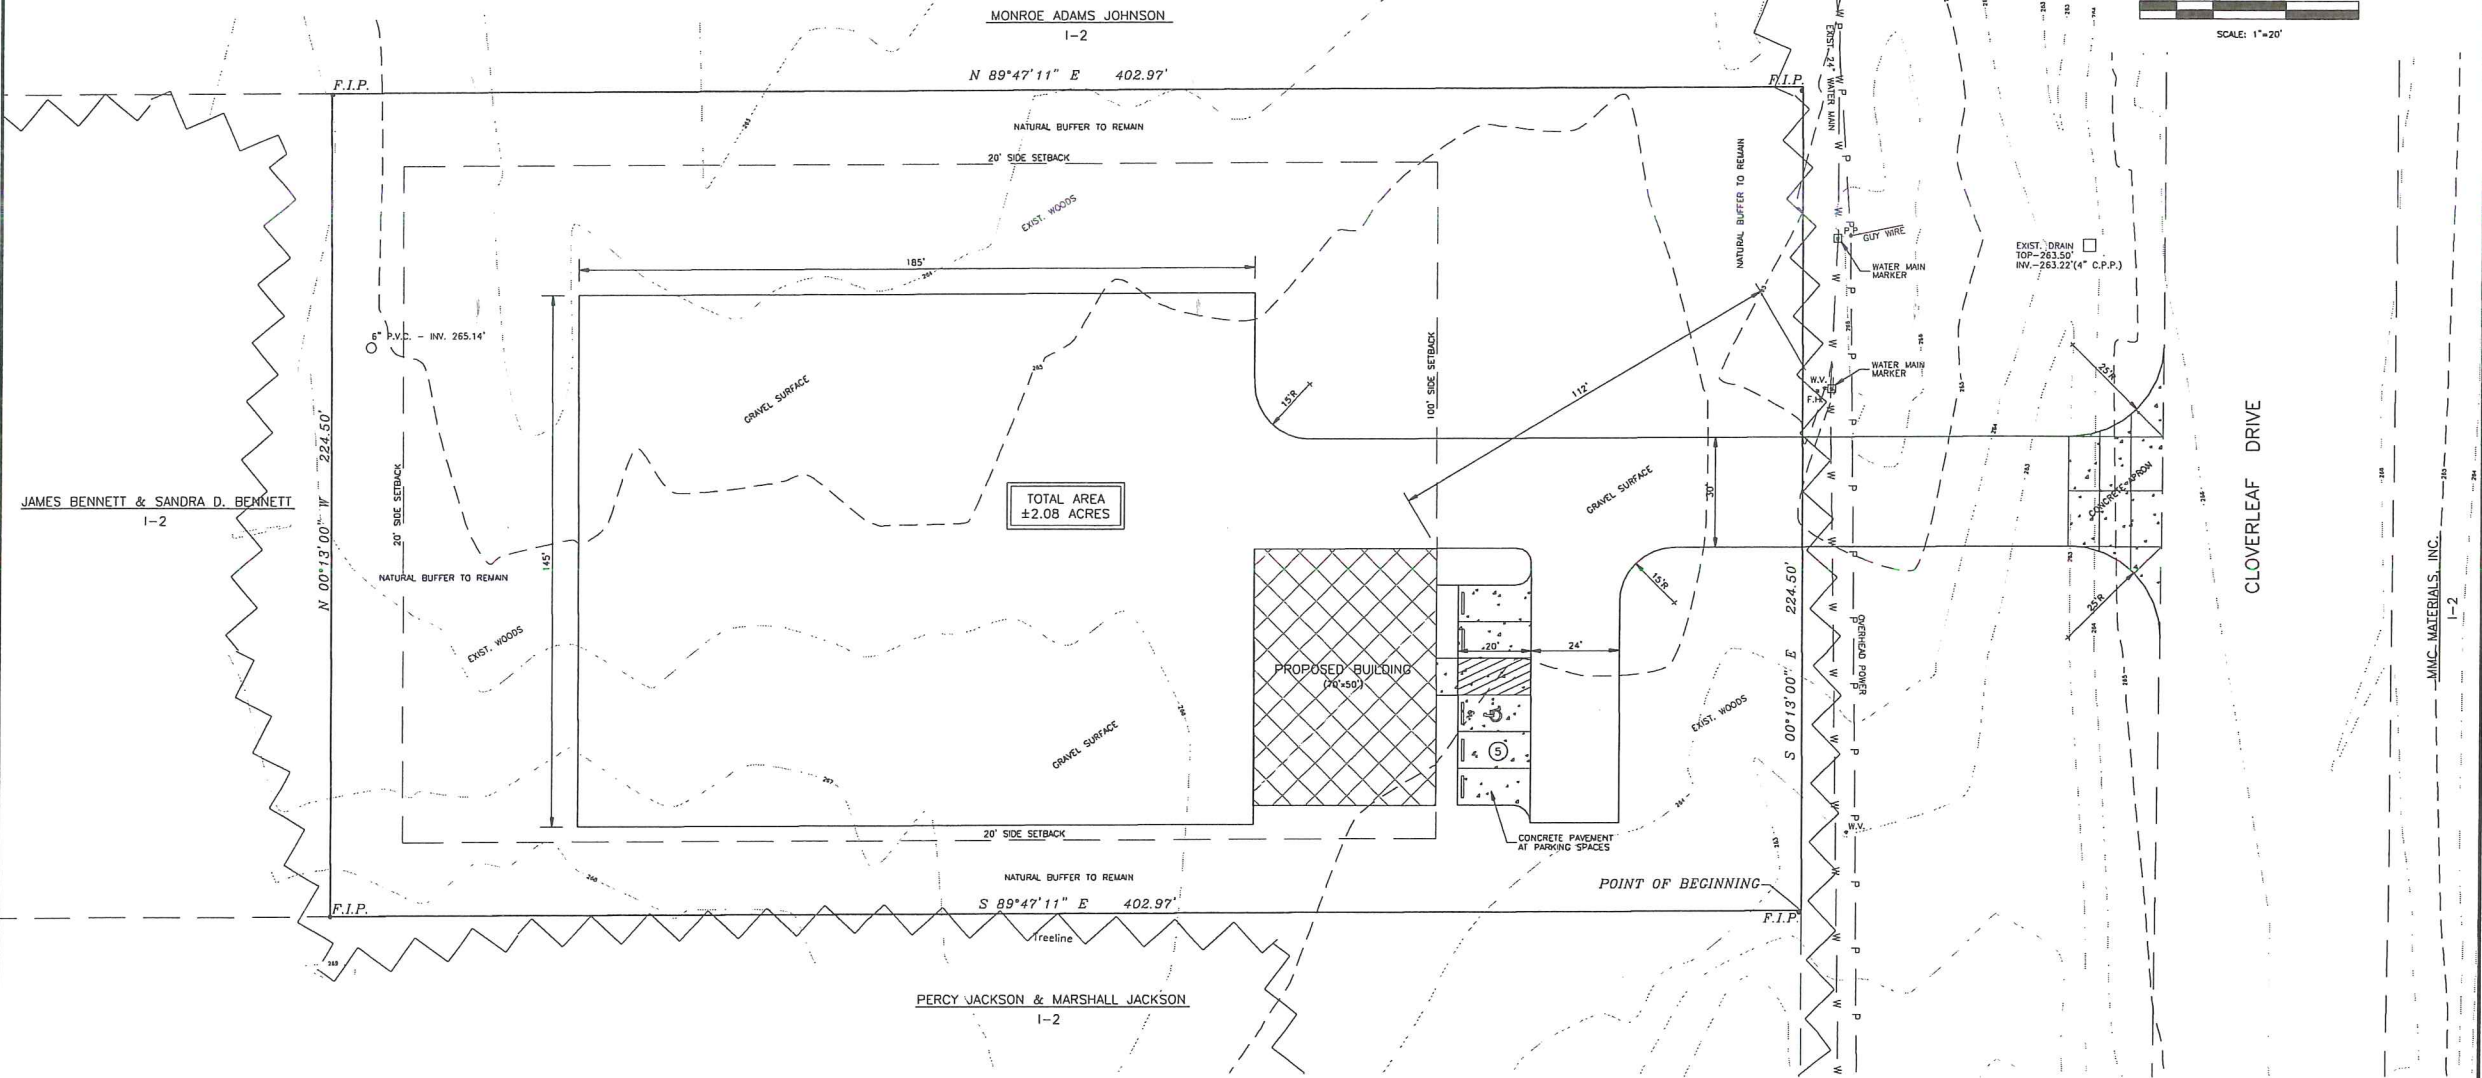 MONROE ADAMS JOHNSON
I-2
SCALE: 1"=20'
N 89°47'11" E 402.97'
F.I.P.
F.I.P.
EXIST. 24" WATER MAIN
NATURAL BUFFER TO REMAIN
20' SIDE SETBACK
NATURAL BUFFER TO REMAIN
EXIST. WOODS
P.P.
GUY WIRE
EXIST. DRAIN
TOP-263.50'
INV.-263.22'(4" C.P.P.)
WATER MAIN
MARKER
185'
6" P.V.C. - INV. 265.14'
100' SIDE SETBACK
112'
15'R
GRAVEL SURFACE
W.V.
F.H.
WATER MAIN
MARKER
25'R
CLOVERLEAF DRIVE
N 00°13'00" W 224.50'
20' SIDE SETBACK
JAMES BENNETT & SANDRA D. BENNETT
I-2
TOTAL AREA
±2.08 ACRES
GRAVEL SURFACE
30'
CONCRETE APRON
145'
NATURAL BUFFER TO REMAIN
EXIST. WOODS
15'R
25'R
MMC MATERIALS, INC.
I-2
S 00°13'00" E 224.50'
OVERHEAD POWER
20'
24'
PROPOSED BUILDING
(70'x50')
EXIST. WOODS
GRAVEL SURFACE
5
W.V.
20' SIDE SETBACK
CONCRETE PAVEMENT
AT PARKING SPACES
NATURAL BUFFER TO REMAIN
POINT OF BEGINNING
S 89°47'11" E 402.97'
F.I.P.
F.I.P.
Treeline
PERCY JACKSON & MARSHALL JACKSON
I-2